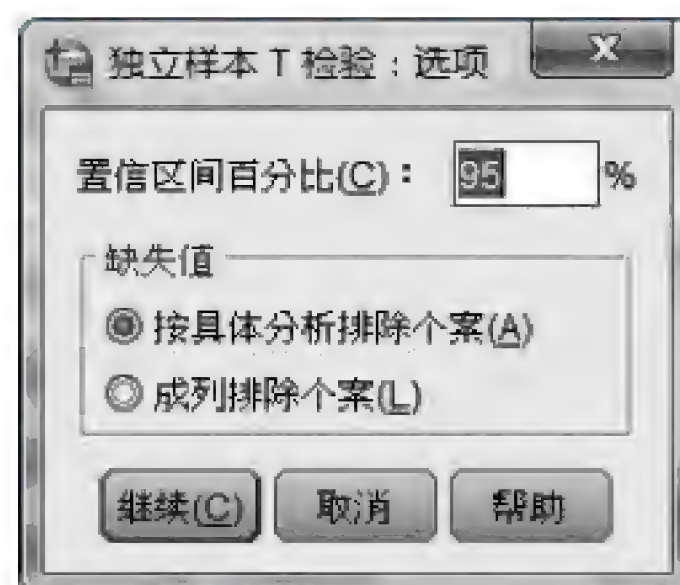 独立样本 T 检验：选项
置信区间百分比(C)： 95 %
缺失值
按具体分析排除个案(A)
成列排除个案(L)
继续(C) 取消 帮助